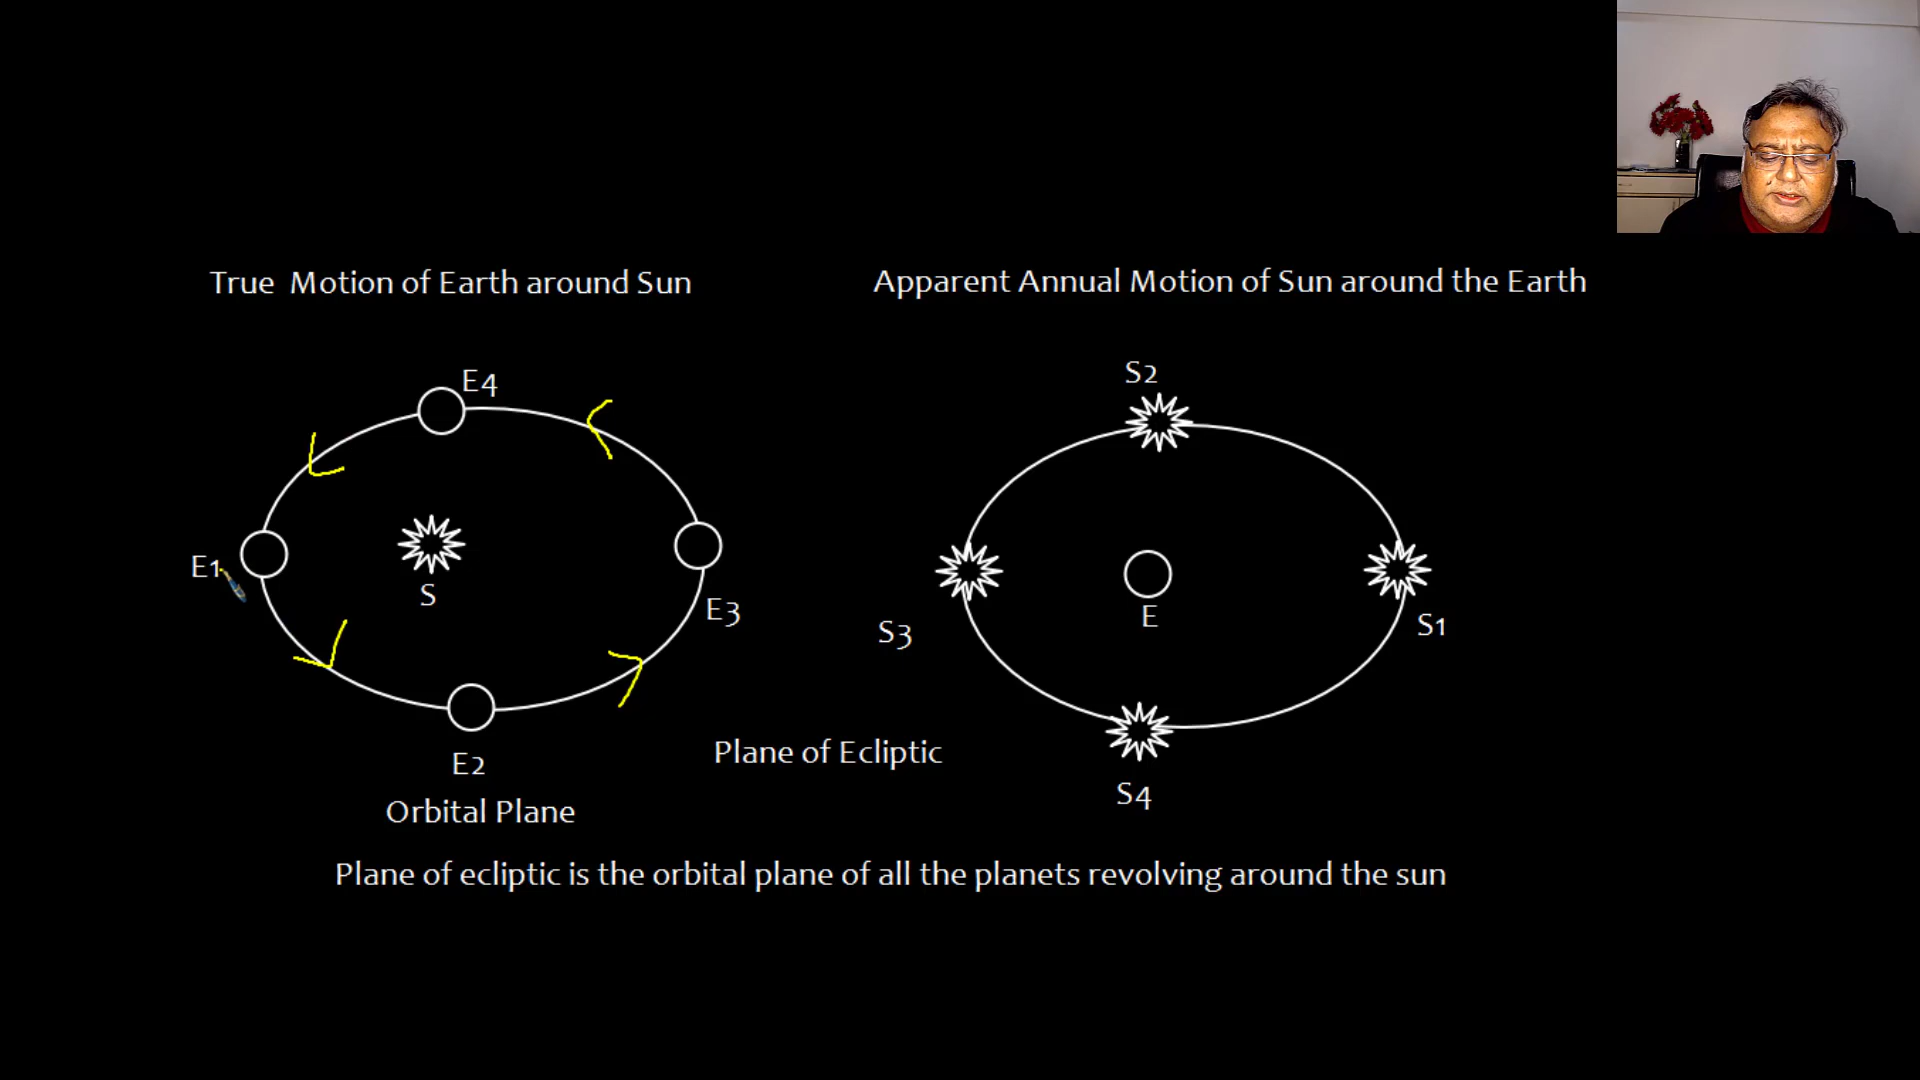 True Motion of Earth around Sun
Apparent Annual Motion of Sun around the Earth
E4
E1
S
E3
E2
Orbital Plane
S2
S3
E
S1
S4
Plane of Ecliptic
Plane of ecliptic is the orbital plane of all the planets revolving around the sun